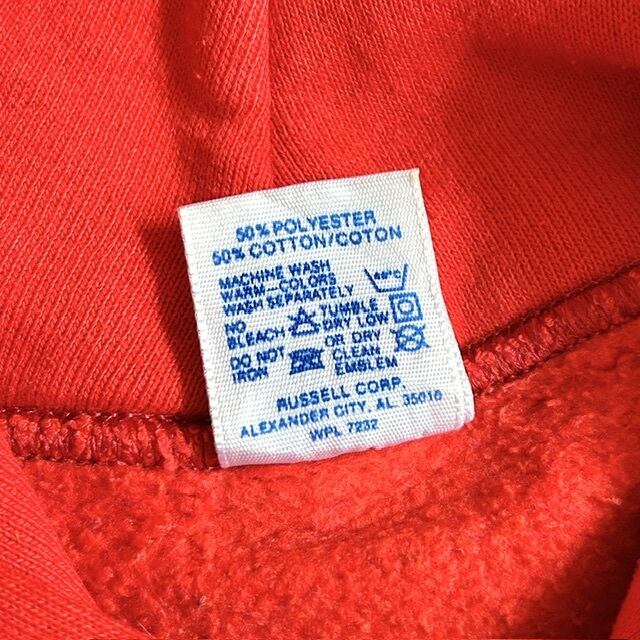 50% POLYESTER
50% COTTON/COTON
MACHINE WASH
WARM-COLORS
WASH SEPARATELY
NO BLEACH
TUMBLE DRY LOW
DO NOT IRON
OR DRY CLEAN EMBLEM
RUSSELL CORP.
ALEXANDER CITY, AL 35010
WPL 7232